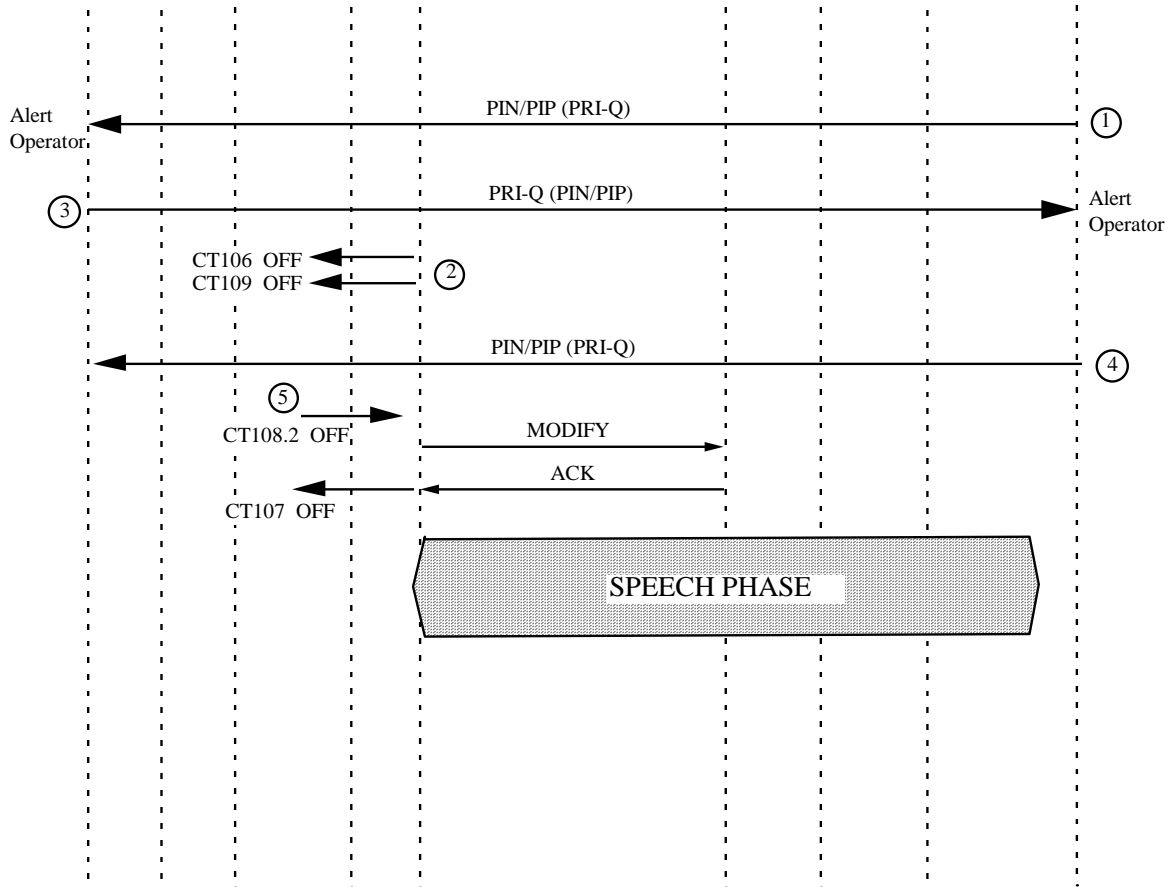 PIN/PIP (PRI-Q)
Alert
Operator
1
PRI-Q (PIN/PIP)
3
Alert
Operator
CT106 OFF
CT109 OFF
2
PIN/PIP (PRI-Q)
4
5
CT108.2 OFF
MODIFY
ACK
CT107 OFF
SPEECH PHASE